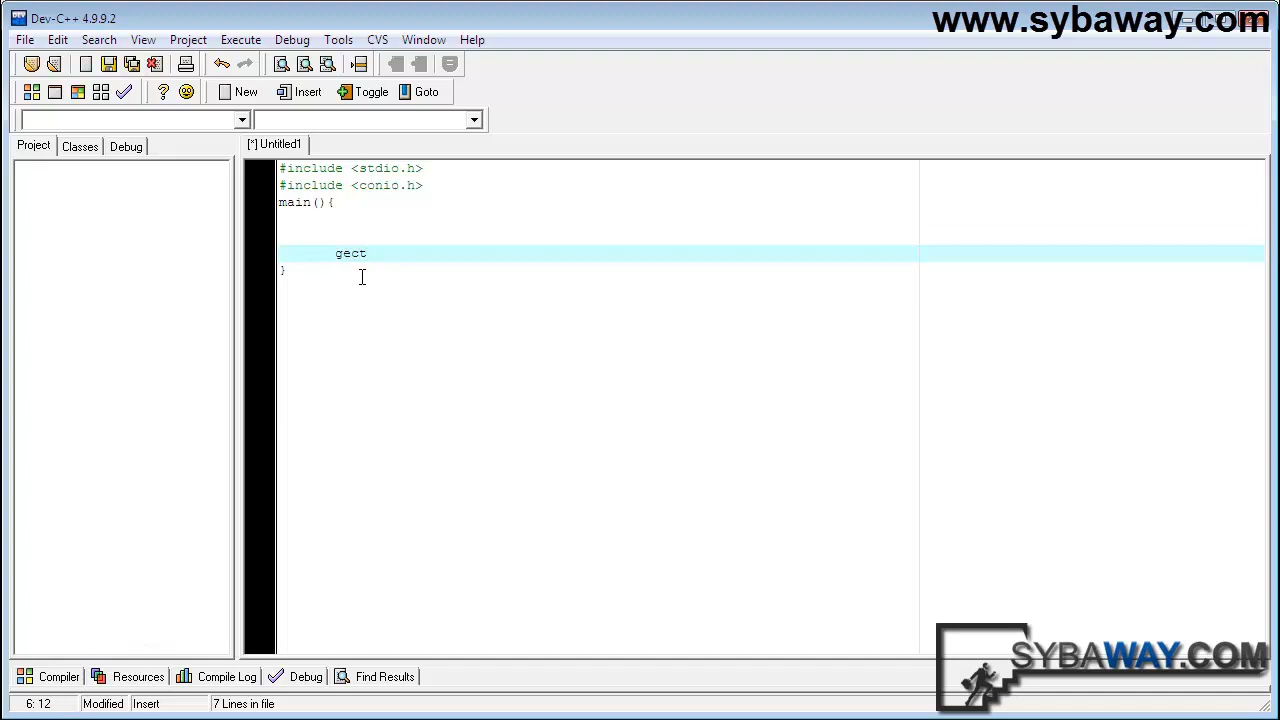 Dev-C++ 4.9.9.2
www.sybaway.com
File Edit Search View Project Execute Debug Tools CVS Window Help
New Insert Toggle Goto
Project Classes Debug
[*] Untitled1
#include <stdio.h>
#include <conio.h>
main(){
gect
}
SYBAWAY.COM
Compiler Resources Compile Log Debug Find Results
6: 12 Modified Insert 7 Lines in file